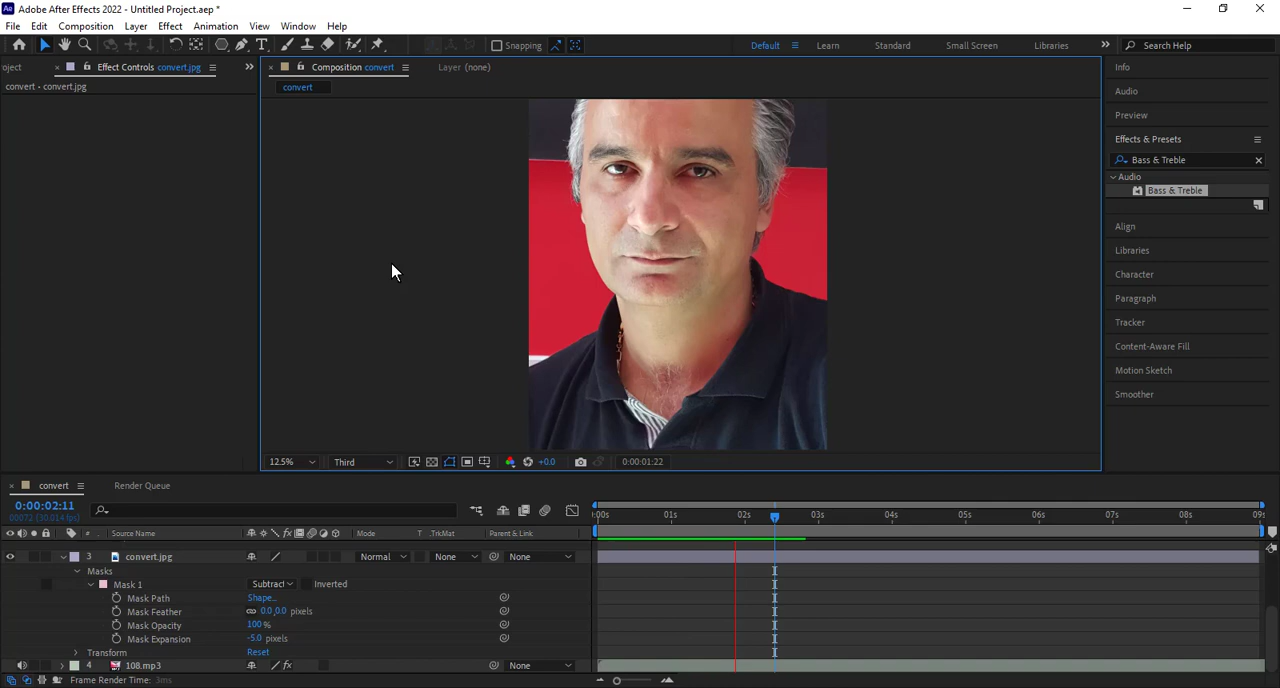 Adobe After Effects 2022 - Untitled Project.aep *
File Edit Composition Layer Effect Animation View Window Help
Snapping Default Learn Standard Small Screen Libraries Search Help
oject Effect Controls convert.jpg Composition convert Layer (none)
convert • convert.jpg
convert
Info
Audio
Preview
Effects & Presets
Bass & Treble
Audio
Bass & Treble
Align
Libraries
Character
Paragraph
Tracker
Content-Aware Fill
Motion Sketch
Smoother
12.5% Third +0.0 0:00:01:22
convert Render Queue
0:00:02:11
00072 (30.014 fps)
:00s 01s 02s 03s 04s 05s 06s 07s 08s 09s
# Source Name Mode T .TrkMat Parent & Link
3 convert.jpg Normal None None
Masks
Mask 1 Subtract Inverted
Mask Path Shape...
Mask Feather 0.0,0.0 pixels
Mask Opacity 100%
Mask Expansion -5.0 pixels
Transform Reset
4 108.mp3 None
Frame Render Time: 3ms